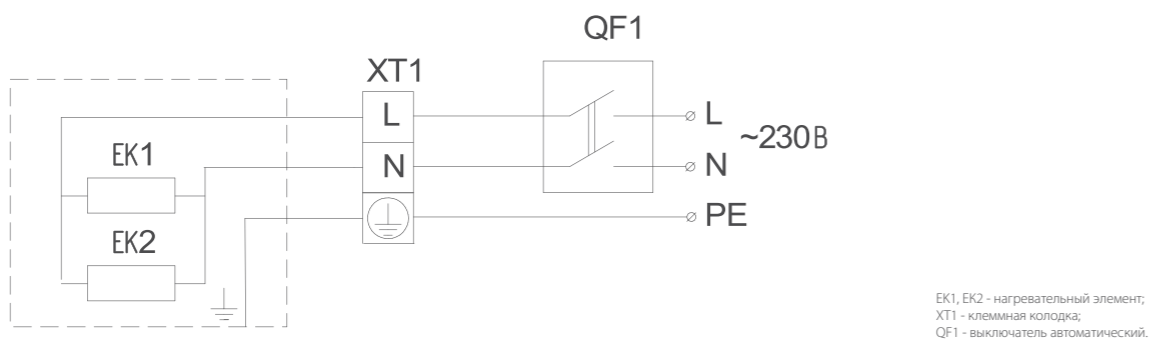 QF1
XT1
L
L
~230В
EK1
N
N
PE
EK2
EK1, EK2 - нагревательный элемент;
XT1 - клеммная колодка;
QF1 - выключатель автоматический.